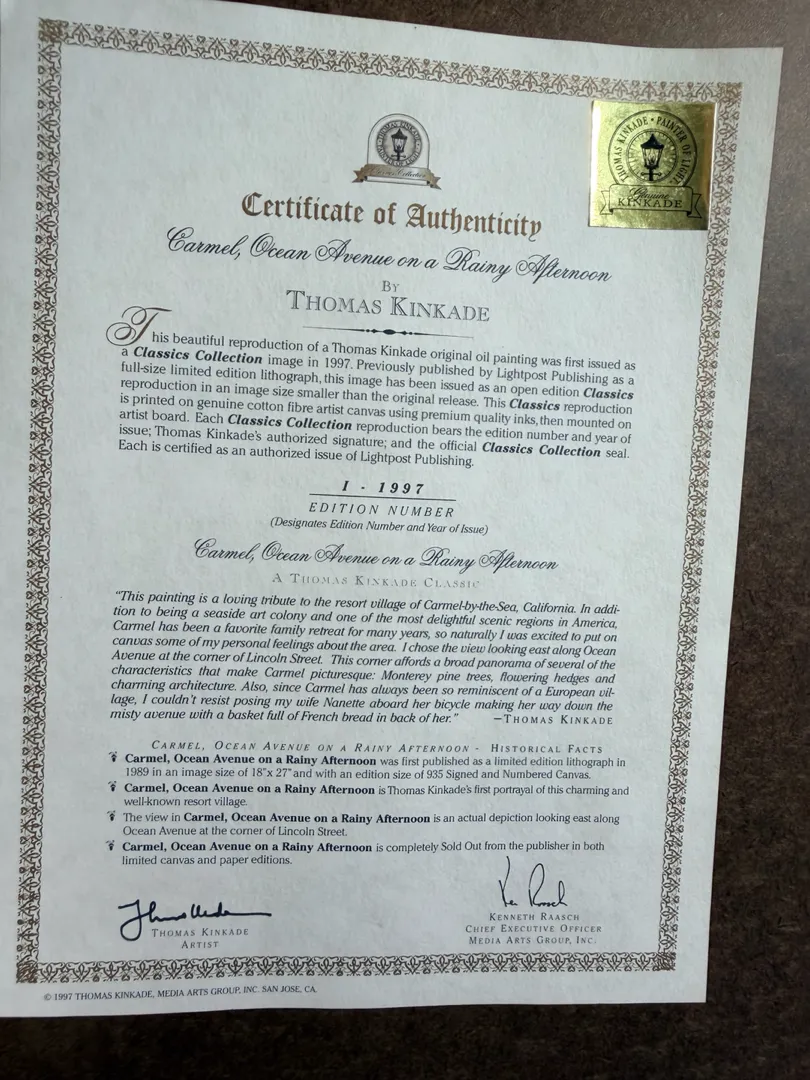 THOMAS KINKADE
PAINTER OF LIGHT
Classics Collection
THOMAS KINKADE • PAINTER OF LIGHT
Genuine
KINKADE
Certificate of Authenticity
Carmel, Ocean Avenue on a Rainy Afternoon
BY
THOMAS KINKADE
This beautiful reproduction of a Thomas Kinkade original oil painting was first issued as
a Classics Collection image in 1997. Previously published by Lightpost Publishing as a
full-size limited edition lithograph, this image has been issued as an open edition Classics
reproduction in an image size smaller than the original release. This Classics reproduction
is printed on genuine cotton fibre artist canvas using premium quality inks, then mounted on
artist board. Each Classics Collection reproduction bears the edition number and year of
issue; Thomas Kinkade's authorized signature; and the official Classics Collection seal.
Each is certified as an authorized issue of Lightpost Publishing.
I - 1997
EDITION NUMBER
(Designates Edition Number and Year of Issue)
Carmel, Ocean Avenue on a Rainy Afternoon
A THOMAS KINKADE CLASSIC
"This painting is a loving tribute to the resort village of Carmel-by-the-Sea, California. In addi-
tion to being a seaside art colony and one of the most delightful scenic regions in America,
Carmel has been a favorite family retreat for many years, so naturally I was excited to put on
canvas some of my personal feelings about the area. I chose the view looking east along Ocean
Avenue at the corner of Lincoln Street. This corner affords a broad panorama of several of the
characteristics that make Carmel picturesque: Monterey pine trees, flowering hedges and
charming architecture. Also, since Carmel has always been so reminiscent of a European vil-
lage, I couldn't resist posing my wife Nanette aboard her bicycle making her way down the
misty avenue with a basket full of French bread in back of her." —THOMAS KINKADE
CARMEL, OCEAN AVENUE ON A RAINY AFTERNOON - HISTORICAL FACTS
Carmel, Ocean Avenue on a Rainy Afternoon was first published as a limited edition lithograph in
1989 in an image size of 18"x 27" and with an edition size of 935 Signed and Numbered Canvas.
Carmel, Ocean Avenue on a Rainy Afternoon is Thomas Kinkade's first portrayal of this charming and
well-known resort village.
The view in Carmel, Ocean Avenue on a Rainy Afternoon is an actual depiction looking east along
Ocean Avenue at the corner of Lincoln Street.
Carmel, Ocean Avenue on a Rainy Afternoon is completely Sold Out from the publisher in both
limited canvas and paper editions.
THOMAS KINKADE
ARTIST
Ken Raasch
KENNETH RAASCH
CHIEF EXECUTIVE OFFICER
MEDIA ARTS GROUP, INC.
© 1997 THOMAS KINKADE, MEDIA ARTS GROUP, INC. SAN JOSE, CA.